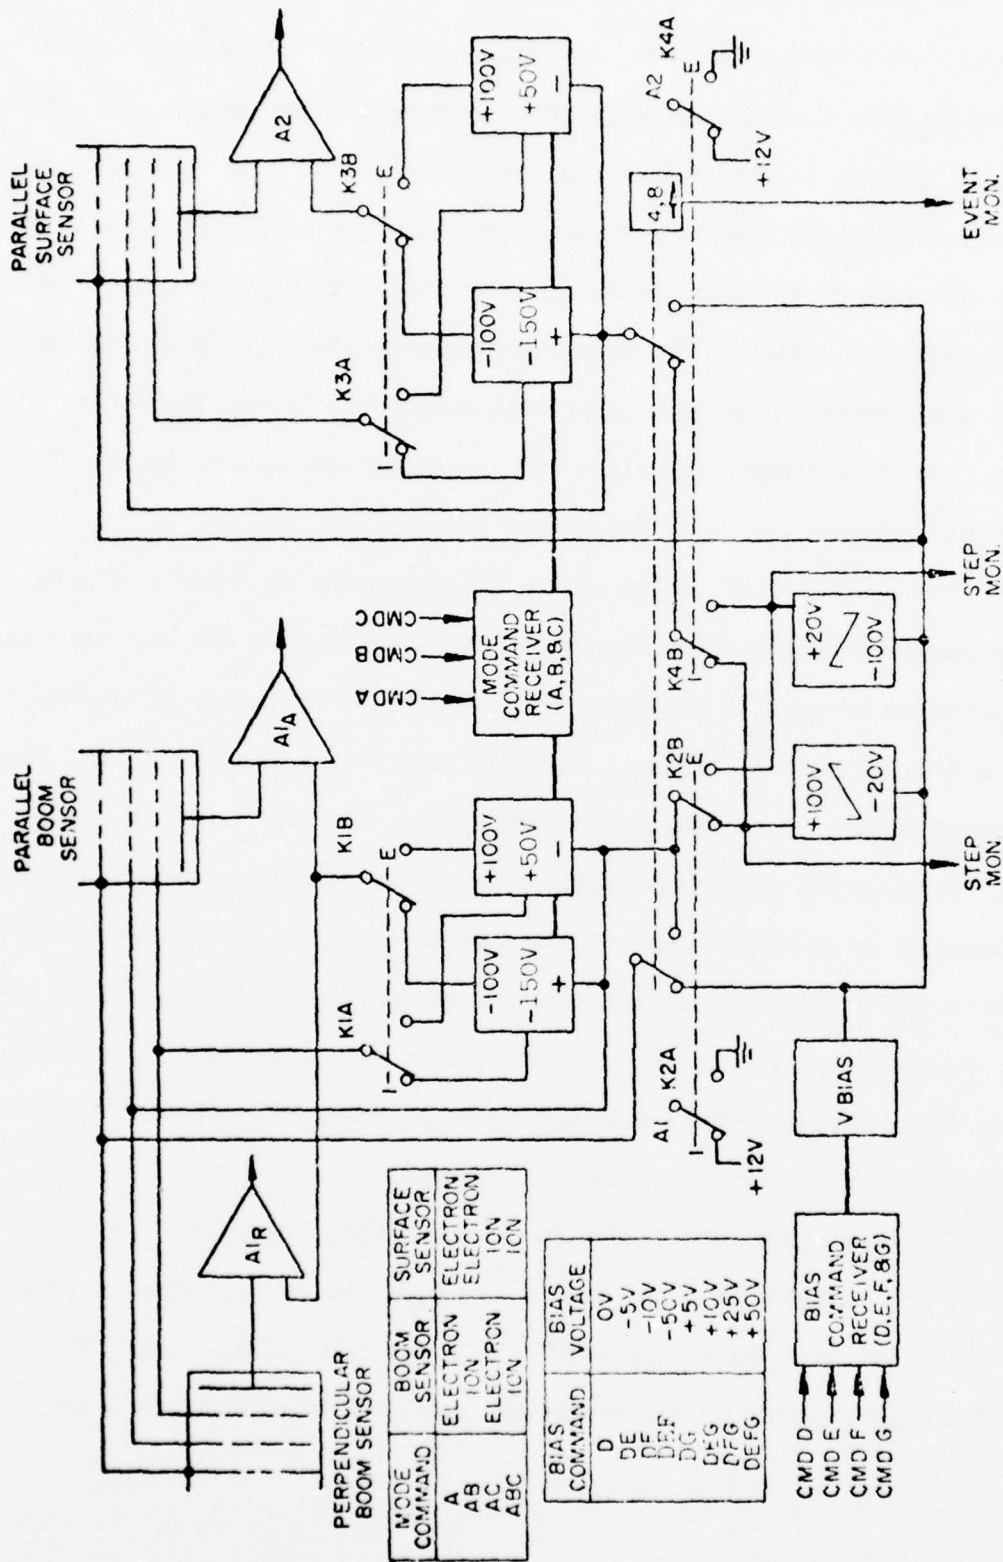 PARALLEL
SURFACE
SENSOR
A2
K3B
E
K3A
I
-100V
-150V
+
+100V
+50V
-
PARALLEL
BOOM
SENSOR
A1A
K1B
E
K1A
I
-100V
-150V
+
+100V
+50V
-
CMD A
CMD B
CMD C
MODE
COMMAND
RECEIVER
(A,B,&C)
PERPENDICULAR
BOOM SENSOR
A1R
4,8
A2
K4A
E
+12V
EVENT
MON.
K4B
I
K2B
E
+20V
-100V
+100V
-20V
STEP
MON.
STEP
MON.
A1
K2A
I
+12V
MODE COMMAND BOOM SENSOR SURFACE SENSOR
A ELECTRON ELECTRON
AB ION ELECTRON
AC ELECTRON ION
ABC ION ION
BIAS COMMAND BIAS VOLTAGE
D 0V
DE -5V
DF -10V
DEF -50V
DG +5V
DEG +10V
DFG +25V
DEFG +50V
CMD D
CMD E
CMD F
CMD G
BIAS
COMMAND
RECEIVER
(D,E,F,&G)
V BIAS